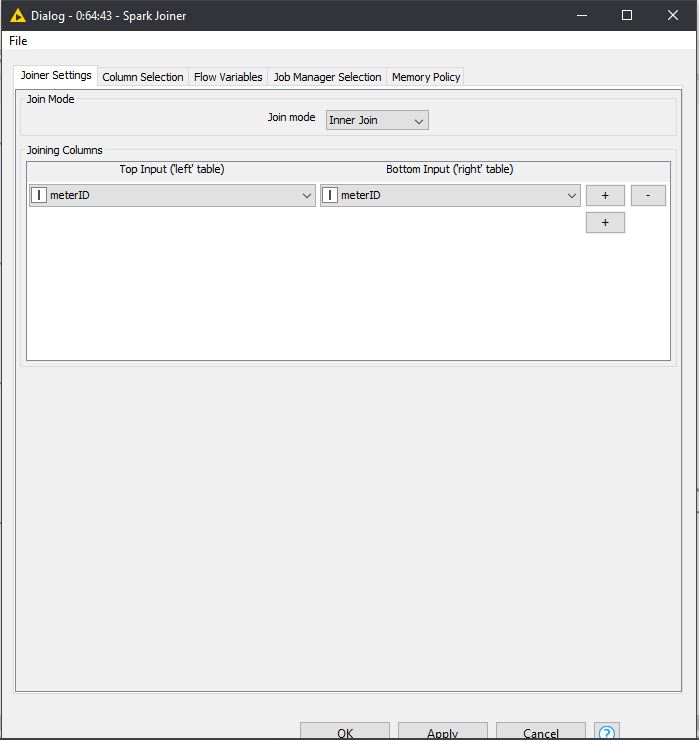 Dialog - 0:64:43 - Spark Joiner
File
Joiner Settings Column Selection Flow Variables Job Manager Selection Memory Policy
Join Mode
Join mode Inner Join
Joining Columns
Top Input ('left' table) Bottom Input ('right' table)
I meterID I meterID + -
+
OK Apply Cancel ?